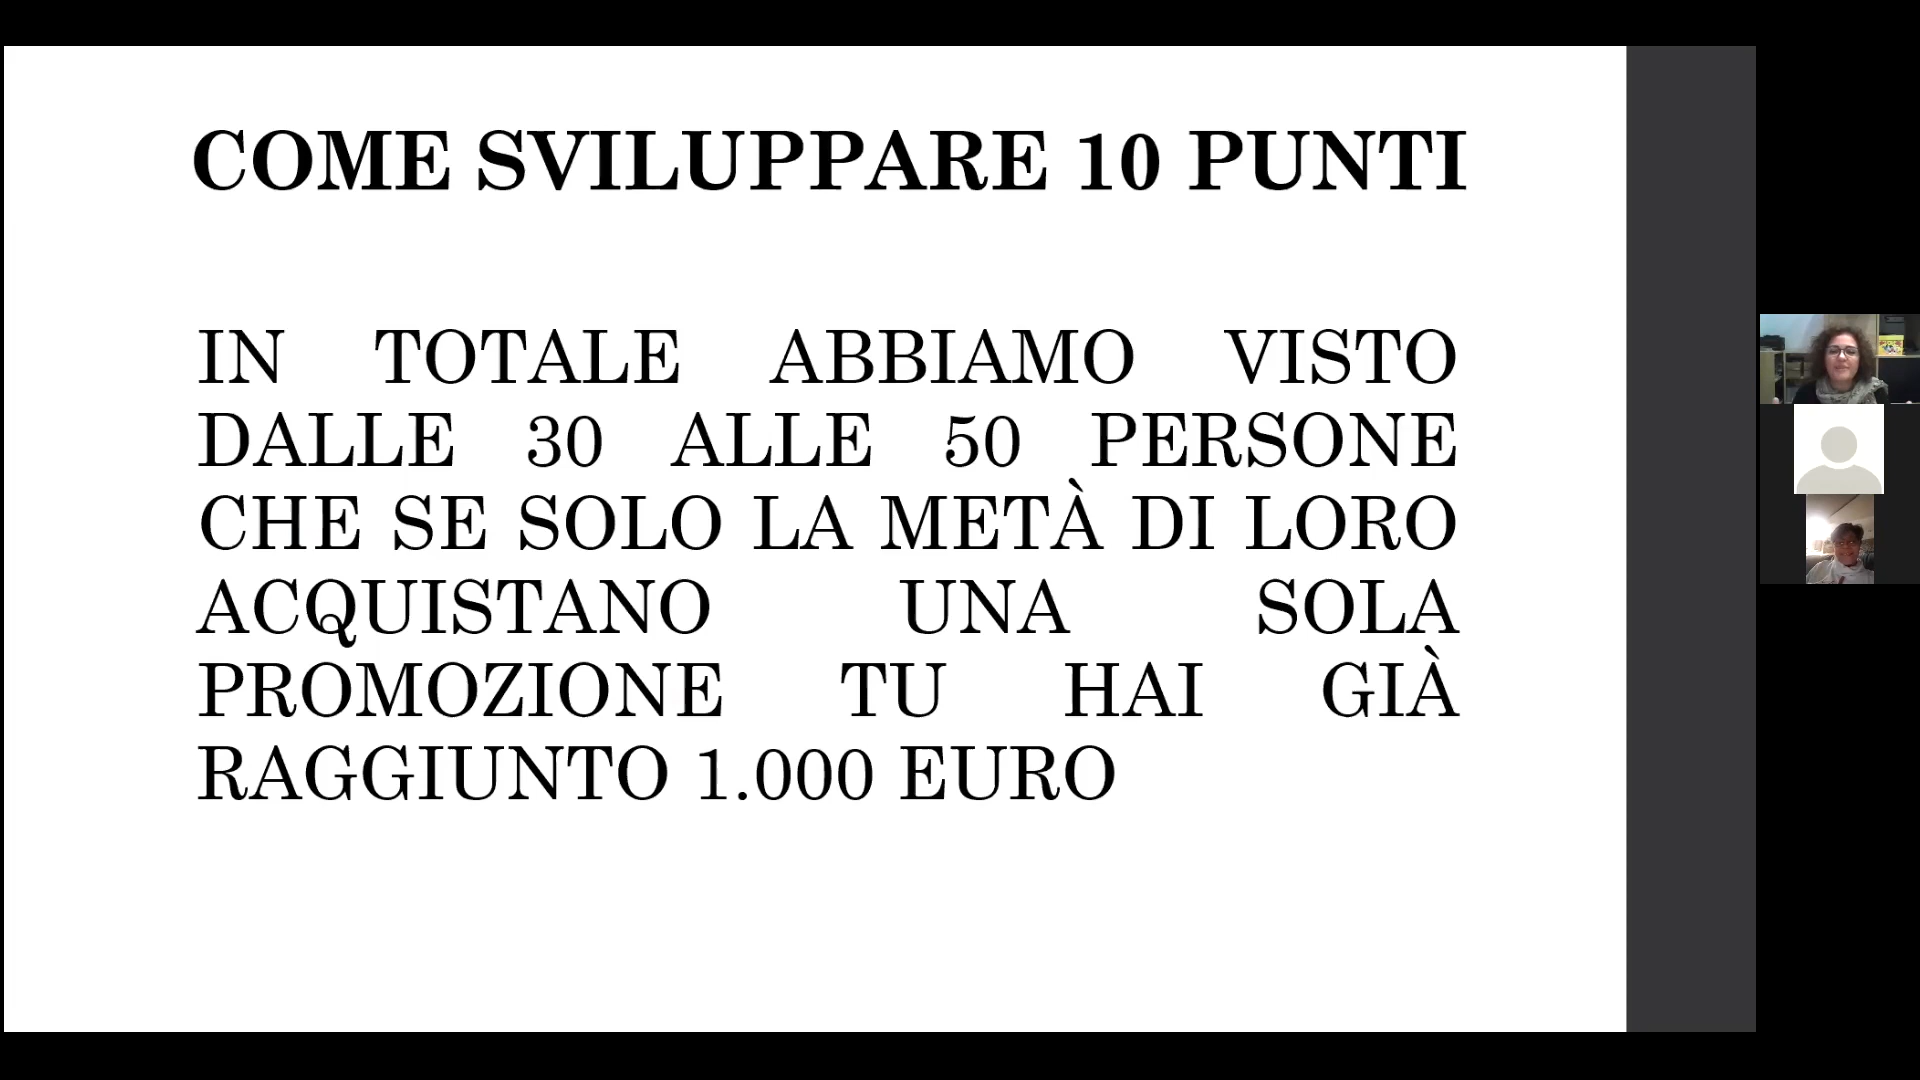 COME SVILUPPARE 10 PUNTI
IN TOTALE ABBIAMO VISTO
DALLE 30 ALLE 50 PERSONE
CHE SE SOLO LA METÀ DI LORO
ACQUISTANO UNA SOLA
PROMOZIONE TU HAI GIÀ
RAGGIUNTO 1.000 EURO